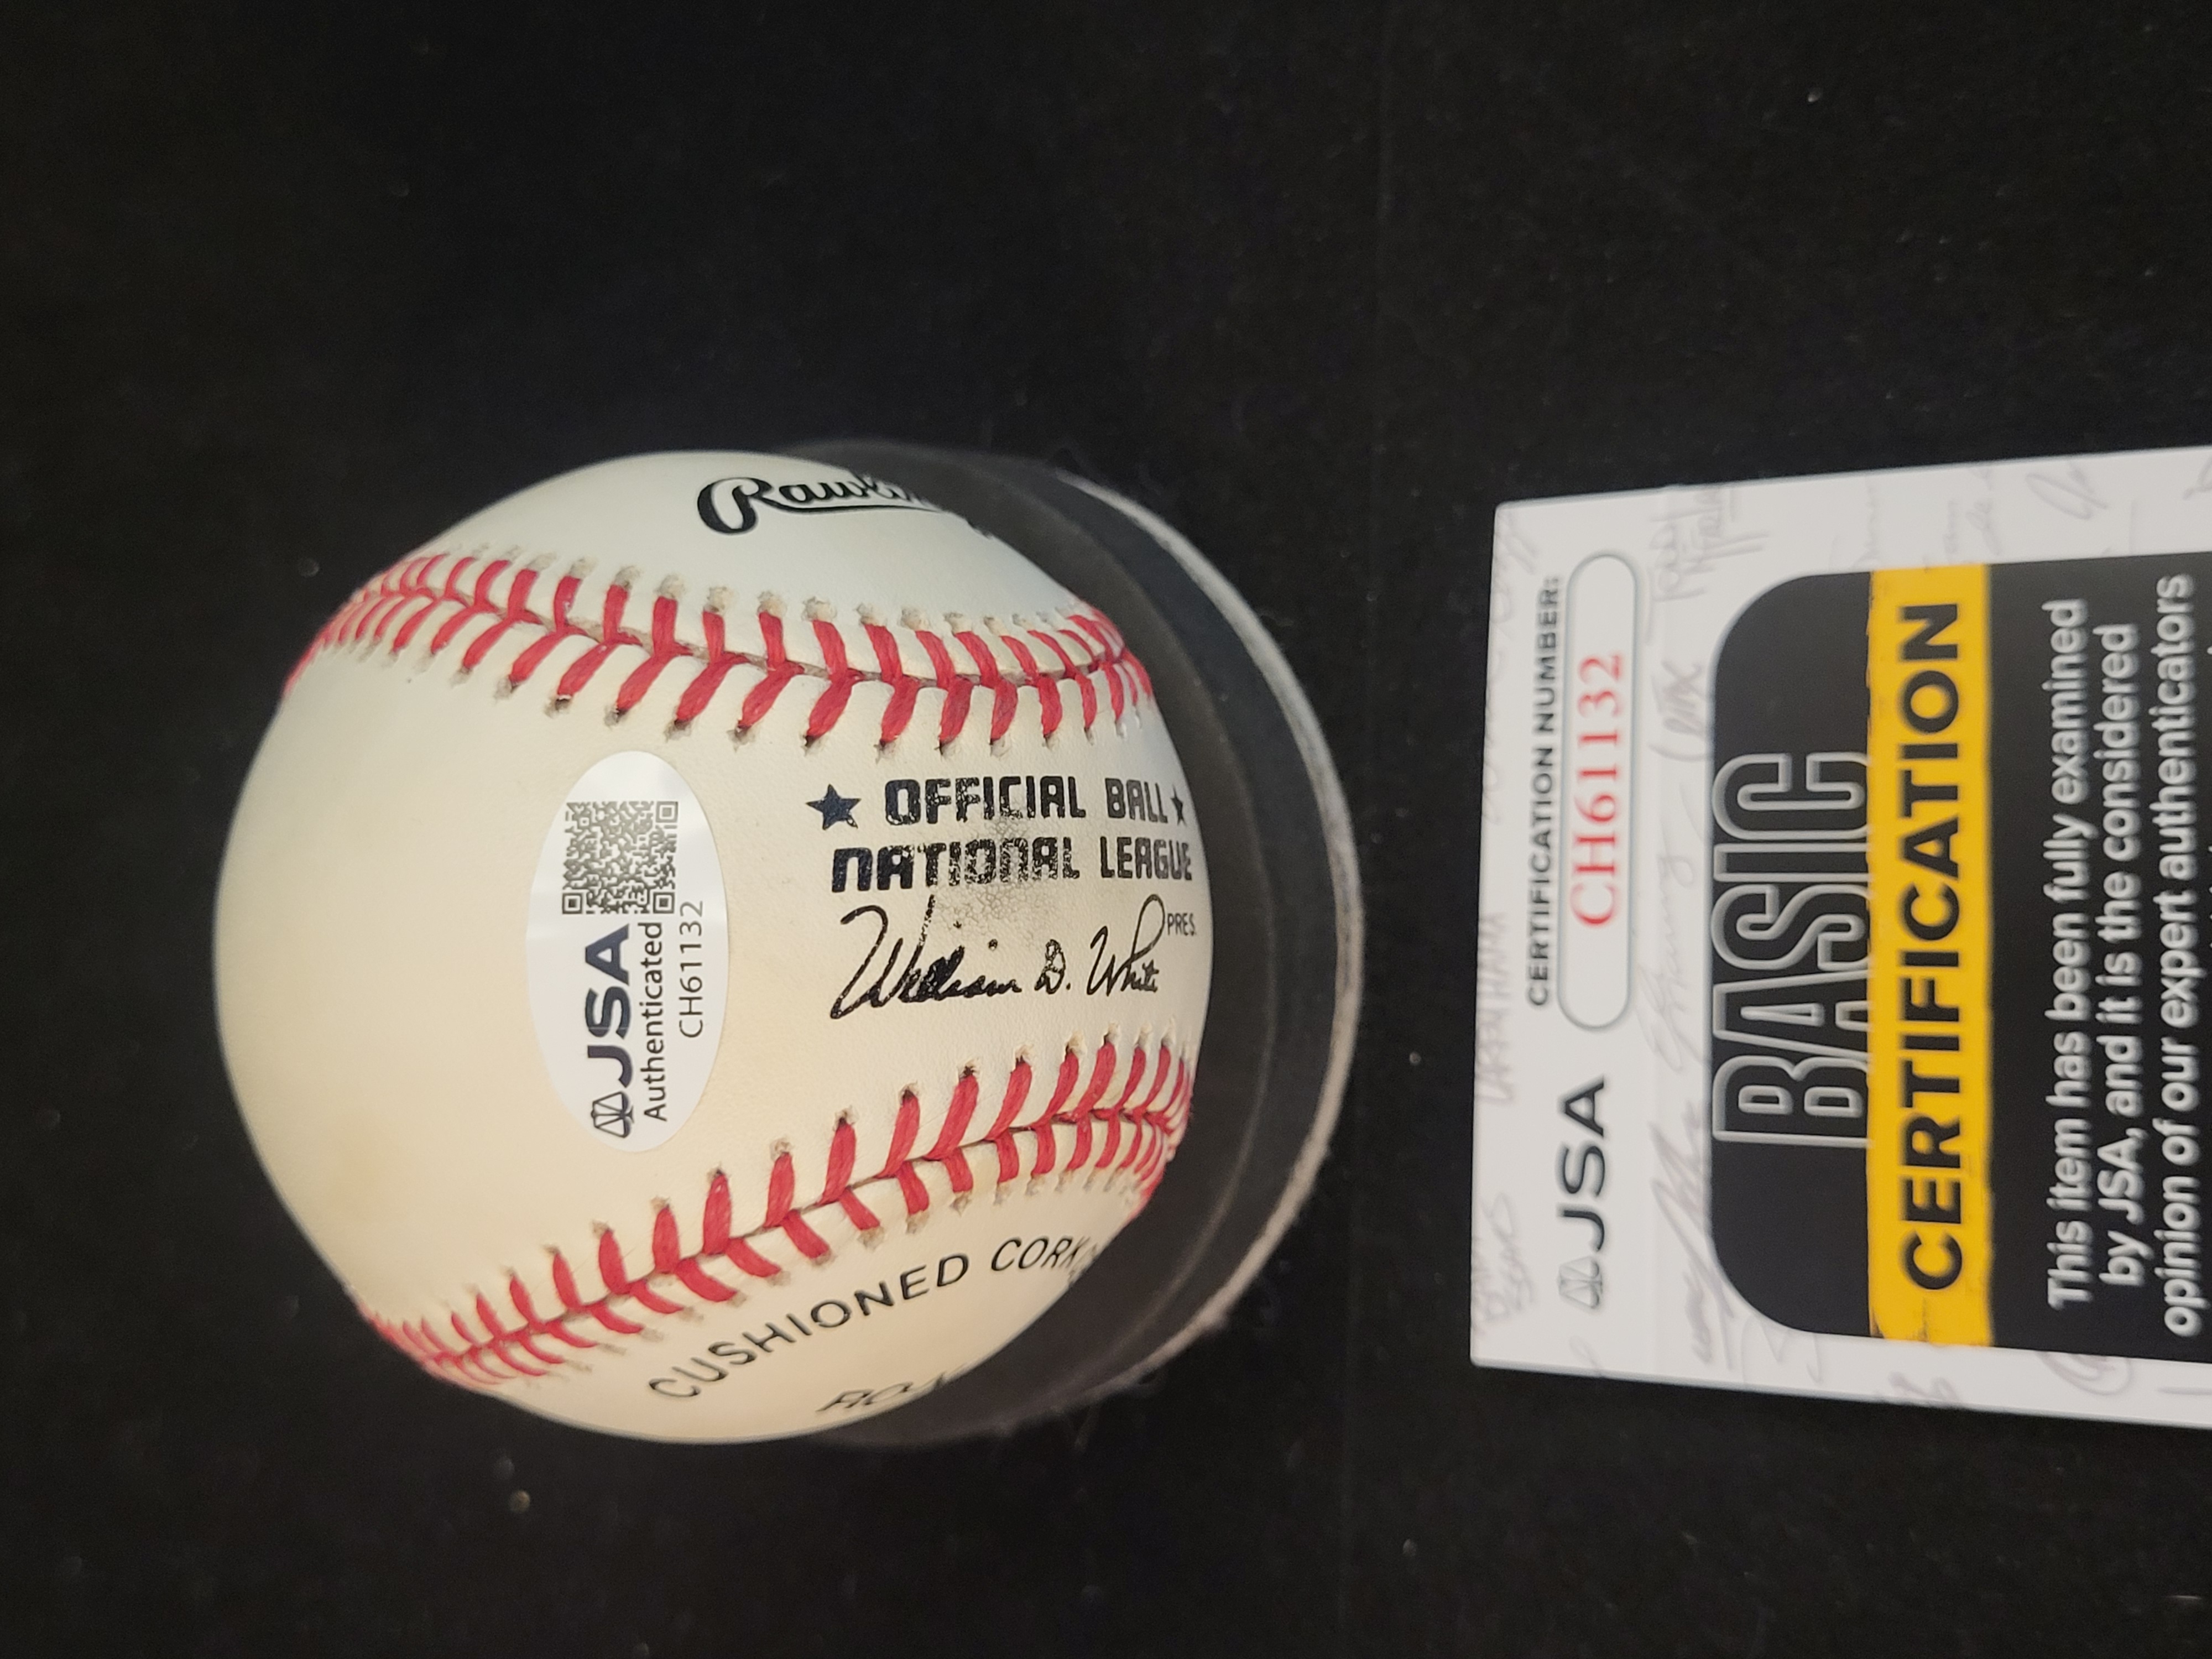 Rawlin
★ OFFICIAL BALL ★
NATIONAL LEAGUE
William D. White
PRES.
JSA
Authenticated
CH61132
CUSHIONED CORK
JSA
CERTIFICATION NUMBER:
CH61132
BASIC
CERTIFICATION
This item has been fully examined
by JSA, and it is the considered
opinion of our expert authenticators